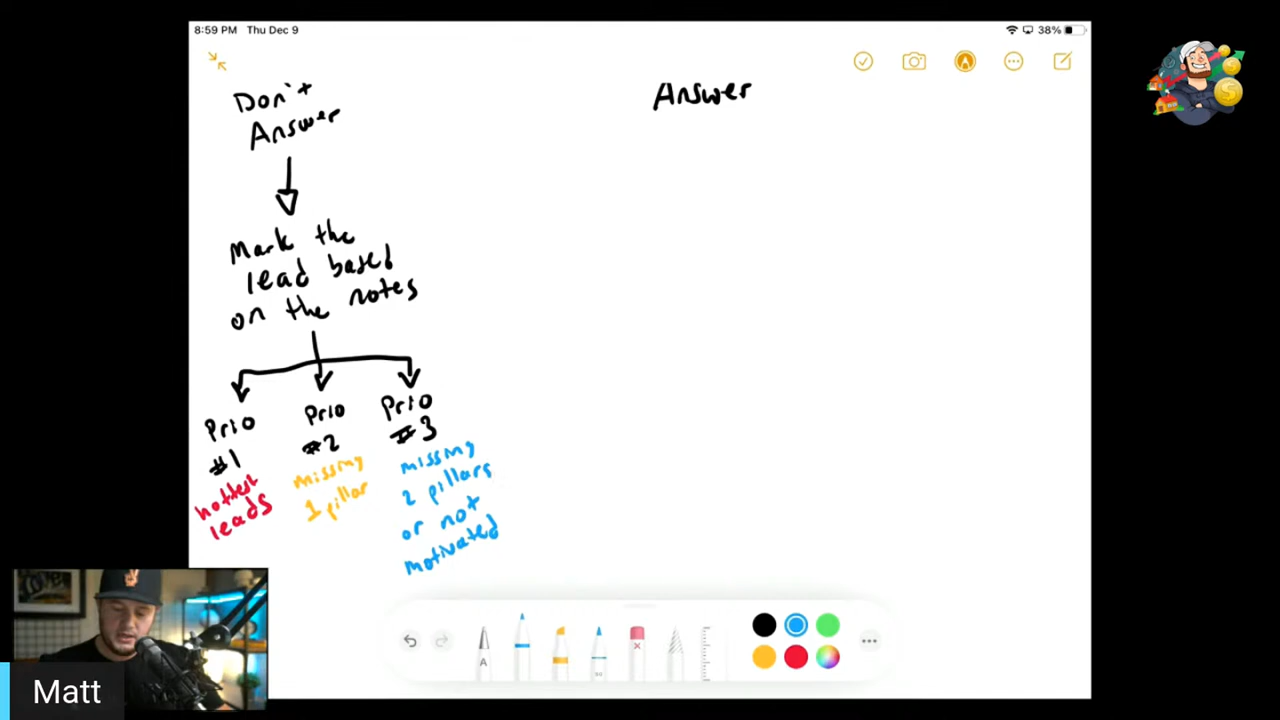 8:59 PM Thu Dec 9
38%
Don't
Answer
Answer
Mark the
lead based
on the notes
Prio
#1
hottest
leads
Prio
#2
missing
1 pillar
Prio
#3
missing
2 pillars
or not
motivated
A
Matt